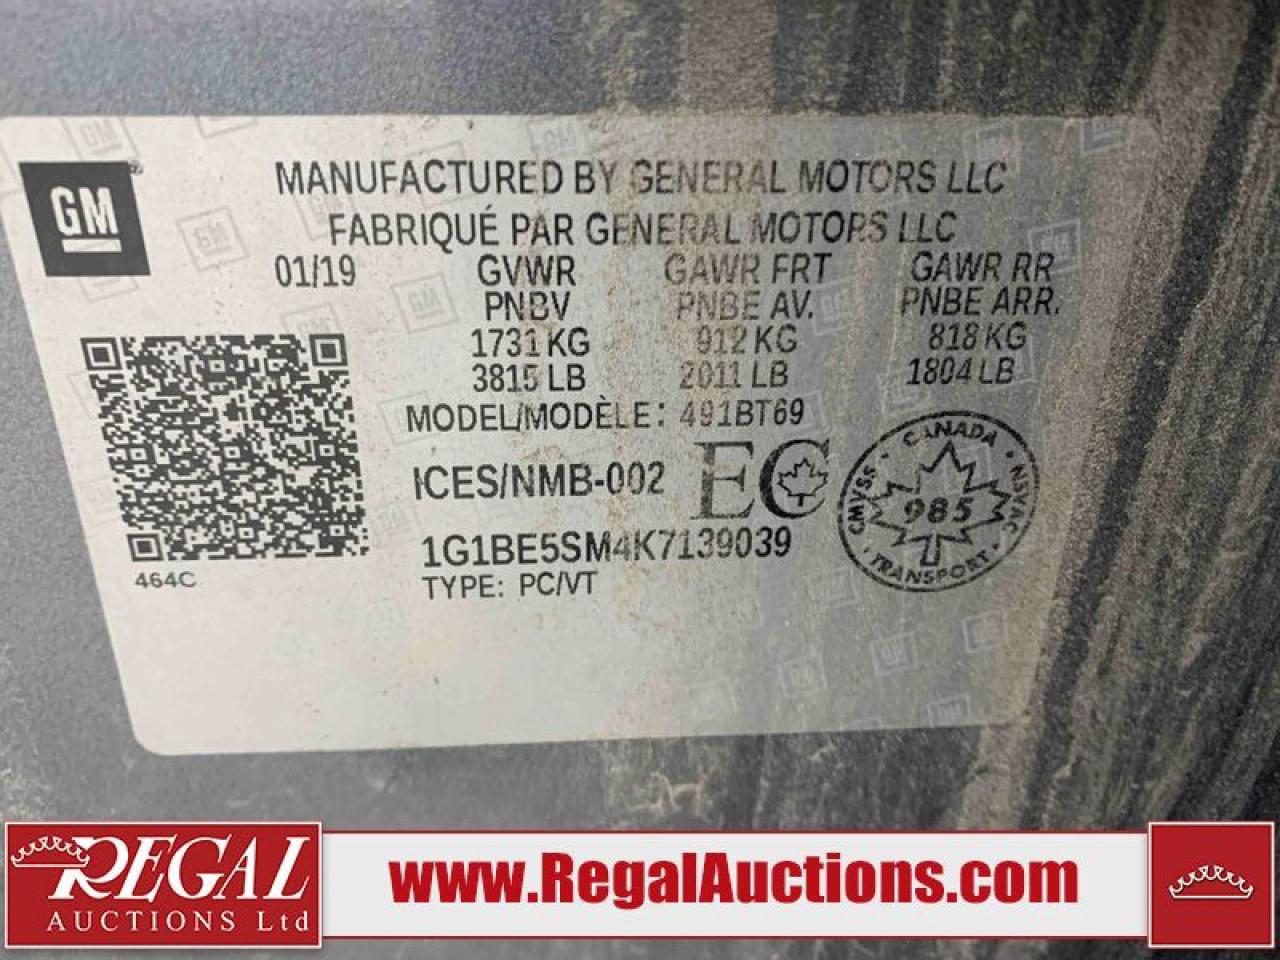 GM
MANUFACTURED BY GENERAL MOTORS LLC
FABRIQUÉ PAR GENERAL MOTORS LLC
01/19 GVWR GAWR FRT GAWR RR
PNBV PNBE AV. PNBE ARR.
1731 KG 912 KG 818 KG
3815 LB 2011 LB 1804 LB
MODEL/MODÈLE: 491BT69
ICES/NMB-002 EC
CANADA
CMVSS 985 NSVAC
TRANSPORT
1G1BE5SM4K7139039
464C TYPE: PC/VT
REGAL
AUCTIONS Ltd
www.RegalAuctions.com